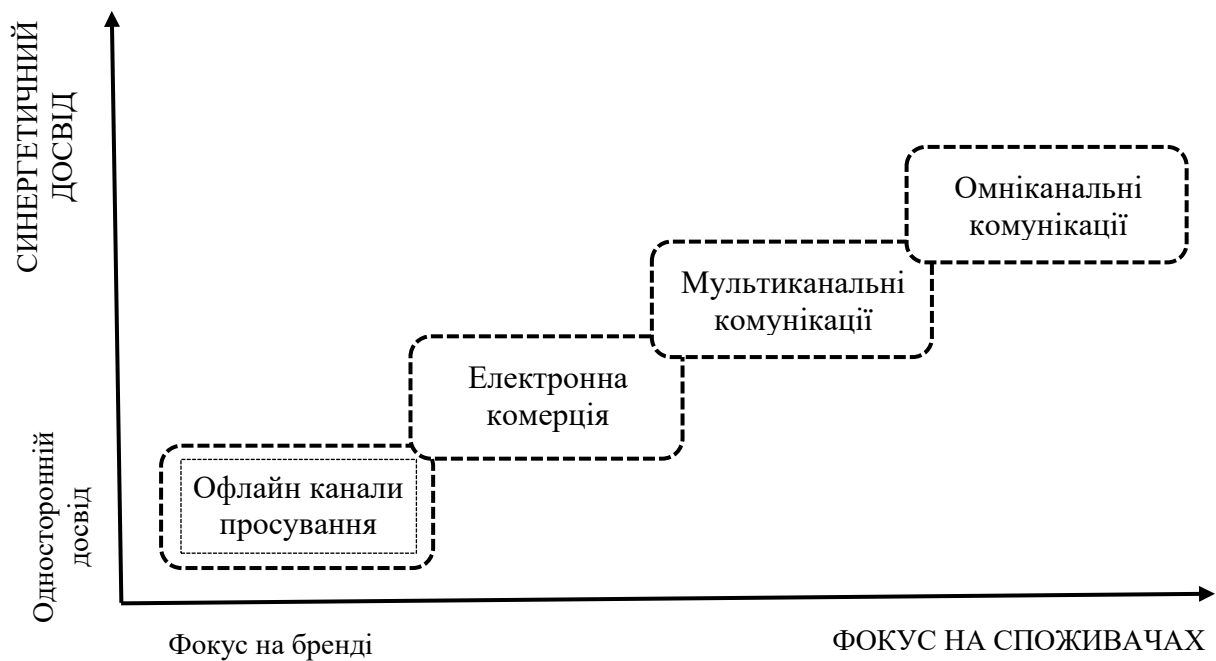 СИНЕРГЕТИЧНИЙ
ДОСВІД
Омніканальні
комунікації
Мультиканальні
комунікації
Електронна
комерція
Офлайн канали
просування
Односторонній
досвід
Фокус на бренді
ФОКУС НА СПОЖИВАЧАХ